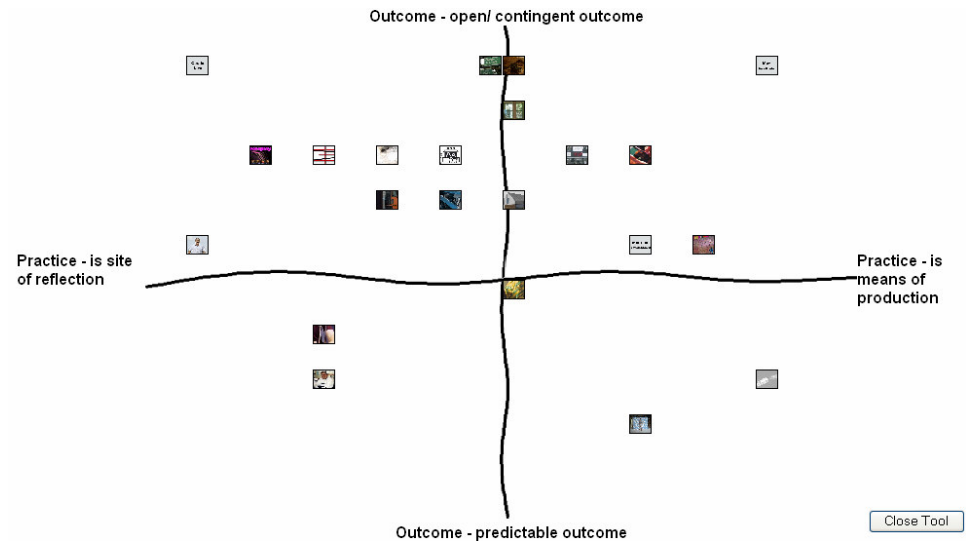 Outcome - open/ contingent outcome
Practice - is site
of reflection
Practice - is
means of
production
Outcome - predictable outcome
Close Tool